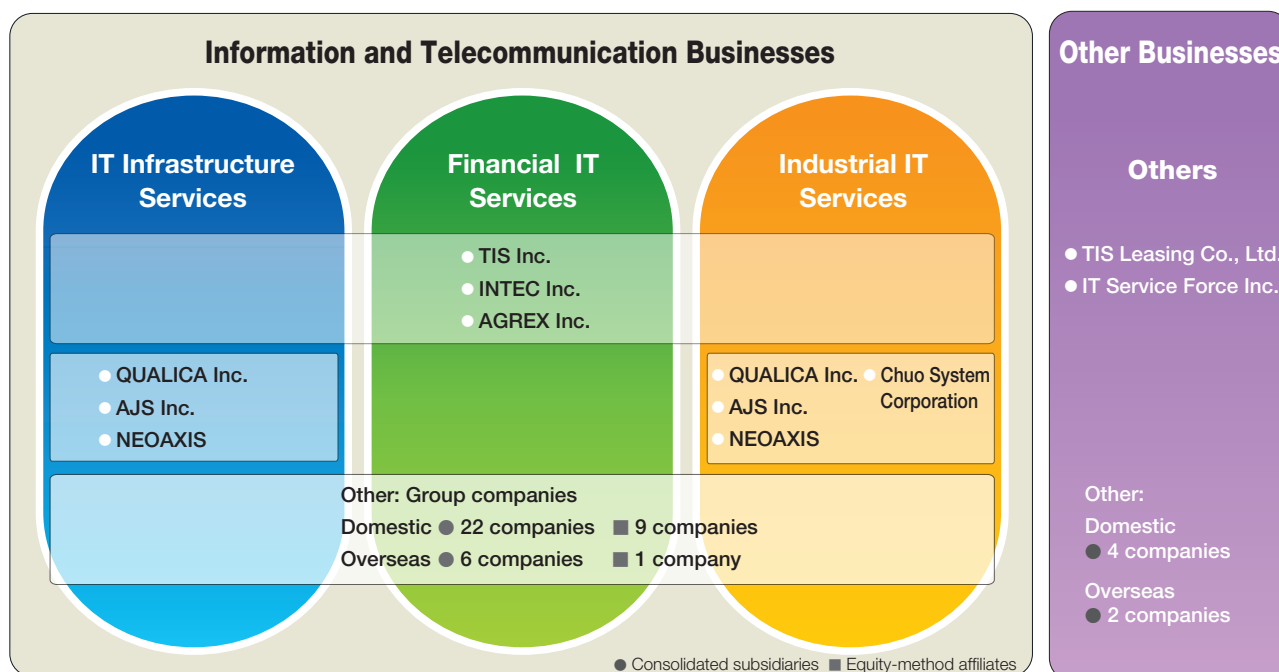 Information and Telecommunication Businesses
IT Infrastructure
Services
Financial IT
Services
Industrial IT
Services
● TIS Inc.
● INTEC Inc.
● AGREX Inc.
● QUALICA Inc.
● AJS Inc.
● NEOAXIS
● QUALICA Inc. ● Chuo System
Corporation
● AJS Inc.
● NEOAXIS
Other: Group companies
Domestic ● 22 companies ■ 9 companies
Overseas ● 6 companies ■ 1 company
● Consolidated subsidiaries ■ Equity-method affiliates
Other Businesses
Others
● TIS Leasing Co., Ltd.
● IT Service Force Inc.
Other:
Domestic
● 4 companies
Overseas
● 2 companies